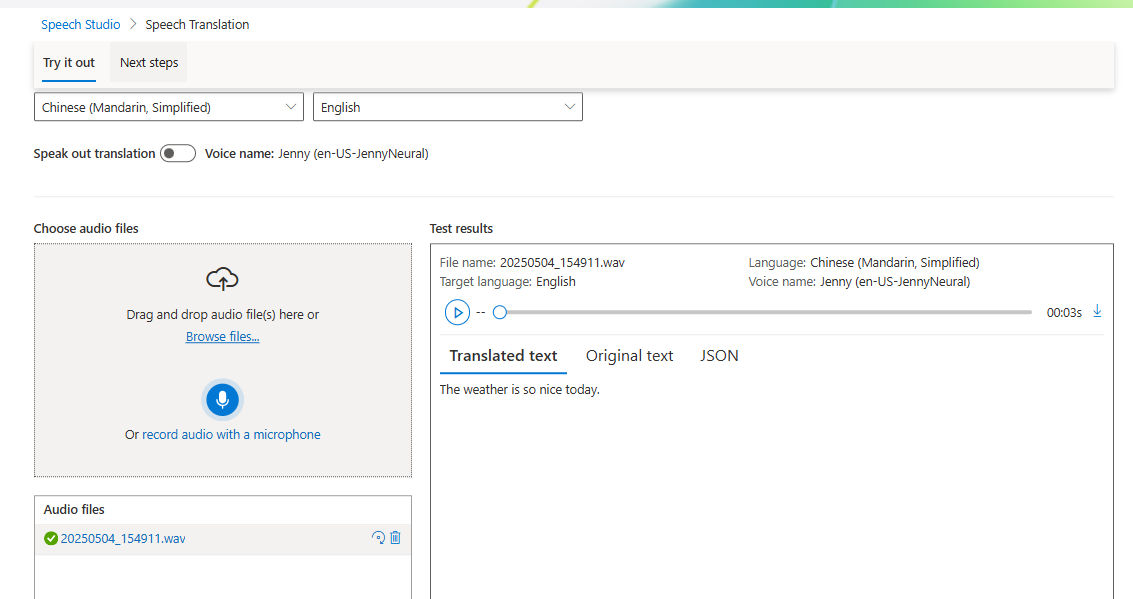 Speech Studio > Speech Translation
Try it out Next steps
Chinese (Mandarin, Simplified) English
Speak out translation Voice name: Jenny (en-US-JennyNeural)
Choose audio files
Drag and drop audio file(s) here or
Browse files...
Or record audio with a microphone
Audio files
20250504_154911.wav
Test results
File name: 20250504_154911.wav Language: Chinese (Mandarin, Simplified)
Target language: English Voice name: Jenny (en-US-JennyNeural)
-- 00:03s
Translated text Original text JSON
The weather is so nice today.